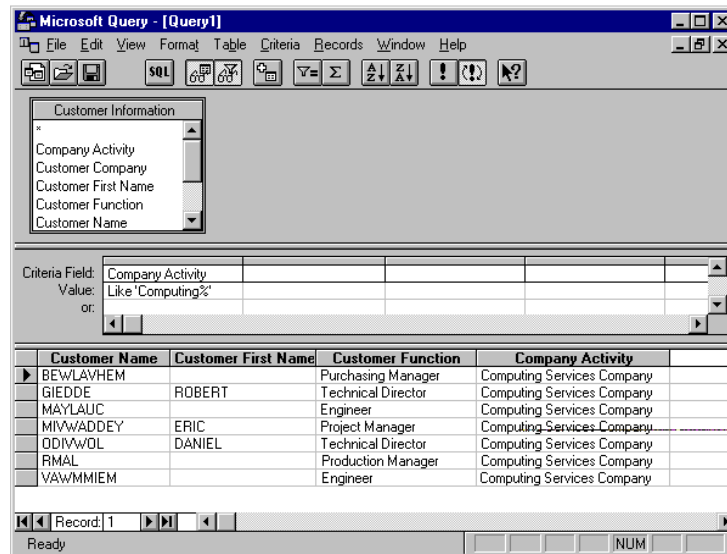 Microsoft Query - [Query1]
File Edit View Format Table Criteria Records Window Help
SQL
Customer Information
*
Company Activity
Customer Company
Customer First Name
Customer Function
Customer Name
Criteria Field: Company Activity
Value: Like 'Computing%'
or:
Customer Name Customer First Name Customer Function Company Activity
BEWLAVHEM Purchasing Manager Computing Services Company
GIEDDE ROBERT Technical Director Computing Services Company
MAYLAUC Engineer Computing Services Company
MIVWADDEY ERIC Project Manager Computing Services Company
ODIVWOL DANIEL Technical Director Computing Services Company
RMAL Production Manager Computing Services Company
VAWMMIEM Engineer Computing Services Company
Record: 1
Ready NUM